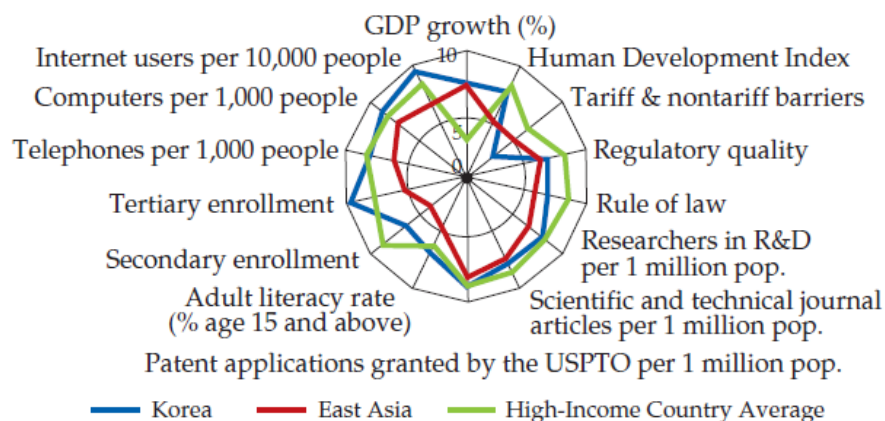 GDP growth (%)
Internet users per 10,000 people
10
Human Development Index
Computers per 1,000 people
Tariff & nontariff barriers
5
Telephones per 1,000 people
Regulatory quality
0
Tertiary enrollment
Rule of law
Researchers in R&D
per 1 million pop.
Secondary enrollment
Adult literacy rate
(% age 15 and above)
Scientific and technical journal
articles per 1 million pop.
Patent applications granted by the USPTO per 1 million pop.
Korea
East Asia
High-Income Country Average